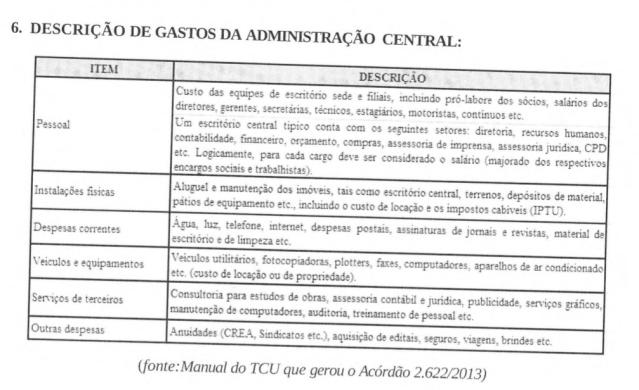 6. DESCRIÇÃO DE GASTOS DA ADMINISTRAÇÃO CENTRAL:
ITEM
DESCRIÇÃO
Pessoal
Custo das equipes de escritório sede e filiais, incluindo pró-labore dos sócios, salários dos
diretores, gerentes, secretárias, técnicos, estagiários, motoristas, contínuos etc.
Um escritório central típico conta com os seguintes setores: diretoria, recursos humanos,
contabilidade, financeiro, orçamento, compras, assessoria de imprensa, assessoria jurídica, CPD
etc. Logicamente, para cada cargo deve ser considerado o salário (majorado dos respectivos
encargos sociais e trabalhistas).
Instalações físicas
Aluguel e manutenção dos imóveis, tais como escritório central, terrenos, depósitos de material,
pátios de equipamento etc., incluindo o custo de locação e os impostos cabíveis (IPTU).
Despesas correntes
Água, luz, telefone, internet, despesas postais, assinaturas de jornais e revistas, material de
escritório e de limpeza etc.
Veículos e equipamentos
Veículos utilitários, fotocopiadoras, plotters, faxes, computadores, aparelhos de ar condicionado
etc. (custo de locação ou de propriedade).
Serviços de terceiros
Consultoria para estudos de obras, assessoria contábil e jurídica, publicidade, serviços gráficos,
manutenção de computadores, auditoria, treinamento de pessoal etc.
Outras despesas
Anuidades (CREA, Sindicatos etc.), aquisição de editais, seguros, viagens, brindes etc.
(fonte:Manual do TCU que gerou o Acórdão 2.622/2013)